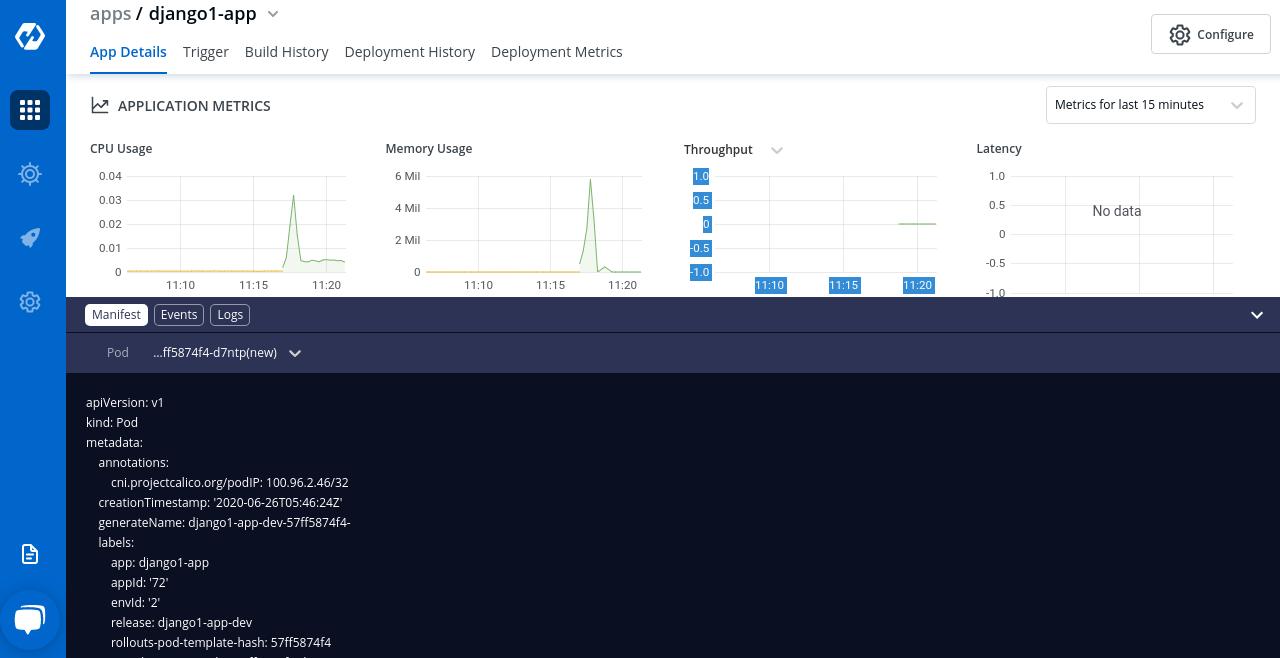 apps / django1-app
Configure
App Details Trigger Build History Deployment History Deployment Metrics
APPLICATION METRICS
Metrics for last 15 minutes
CPU Usage
0.04
0.03
0.02
0.01
0
11:10 11:15 11:20
Memory Usage
6 Mil
4 Mil
2 Mil
0
11:10 11:15 11:20
Throughput
1.0
0.5
0
-0.5
-1.0
11:10 11:15 11:20
Latency
1.0
0.5
0
-0.5
-1.0
No data
Manifest Events Logs
Pod ...ff5874f4-d7ntp(new)
apiVersion: v1
kind: Pod
metadata:
annotations:
cni.projectcalico.org/podIP: 100.96.2.46/32
creationTimestamp: '2020-06-26T05:46:24Z'
generateName: django1-app-dev-57ff5874f4-
labels:
app: django1-app
appId: '72'
envId: '2'
release: django1-app-dev
rollouts-pod-template-hash: 57ff5874f4